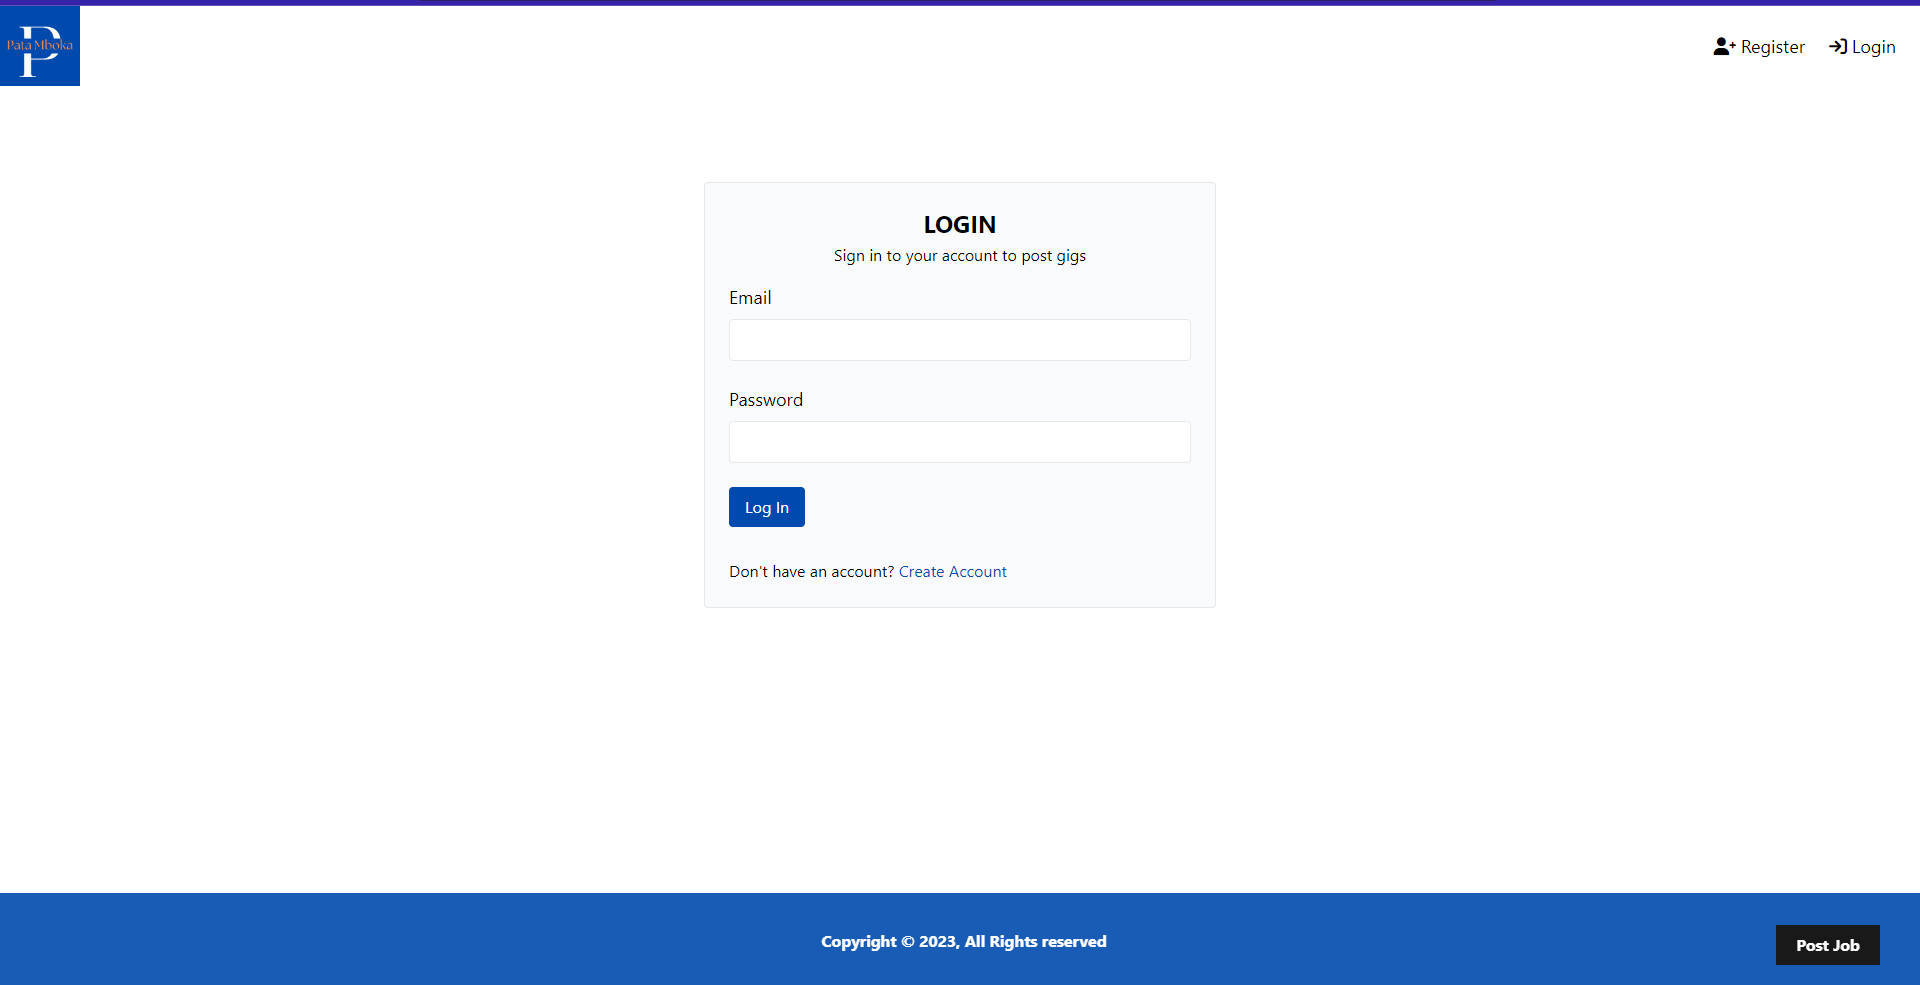 Pata Mboka
Register
Login
LOGIN
Sign in to your account to post gigs
Email
Password
Log In
Don't have an account? Create Account
Copyright © 2023, All Rights reserved
Post Job